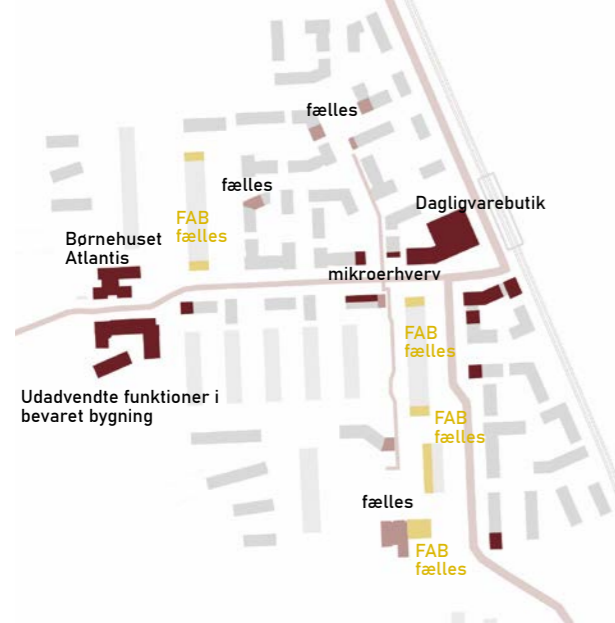 fælles
fælles
Dagligvarebutik
FAB
fælles
Børnehuset
Atlantis
mikroerhverv
FAB
fælles
Udadvendte funktioner i
bevaret bygning
FAB
fælles
fælles
FAB
fælles